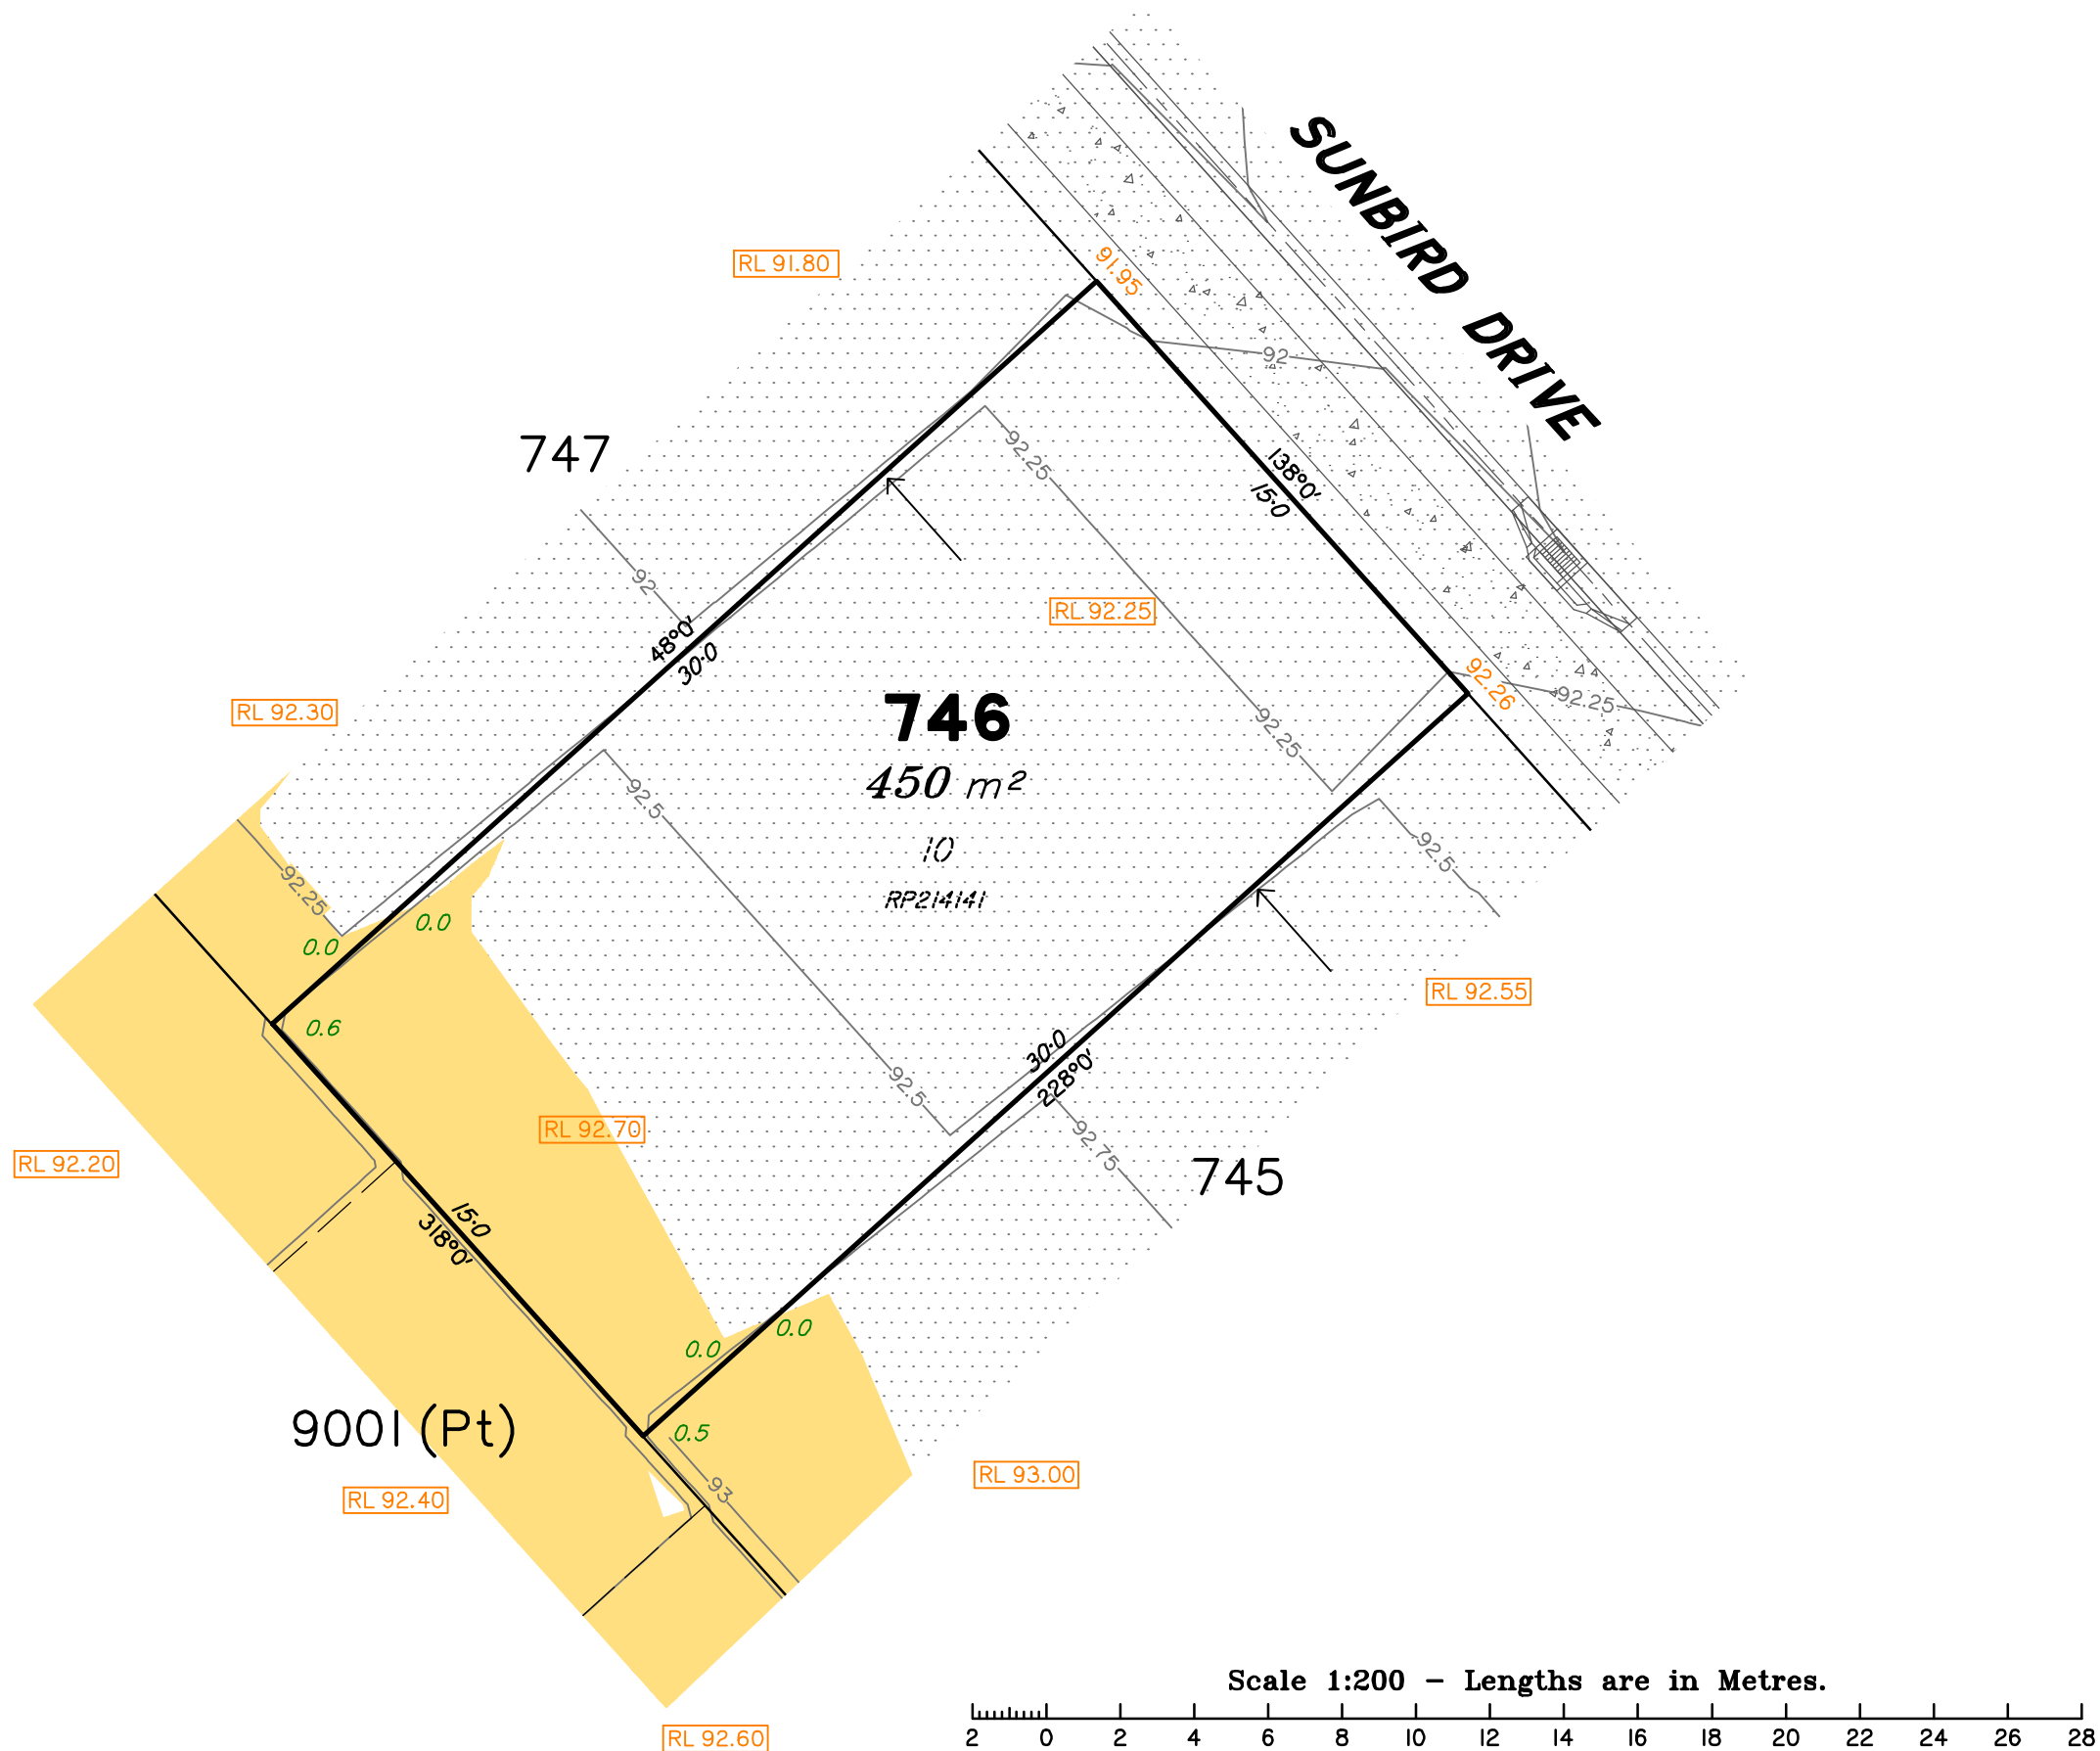 SUNBIRD DRIVE
RL 91.80
91.95
92
747
92.25
138°0'
15·0
92
RL 92.25
48°0'
30·0
92.26
92.25
RL 92.30
746
92.25
450 m²
92.5
10
92.5
RP214141
92.25
0.0
0.0
RL 92.55
0.6
30·0
228°0'
92.5
RL 92.70
92.75
RL 92.20
745
15·0
318°0'
0.0
0.0
9001(Pt)
0.5
RL 93.00
93
RL 92.40
Scale 1:200 – Lengths are in Metres.
RL 92.60
2 0 2 4 6 8 10 12 14 16 18 20 22 24 26 28